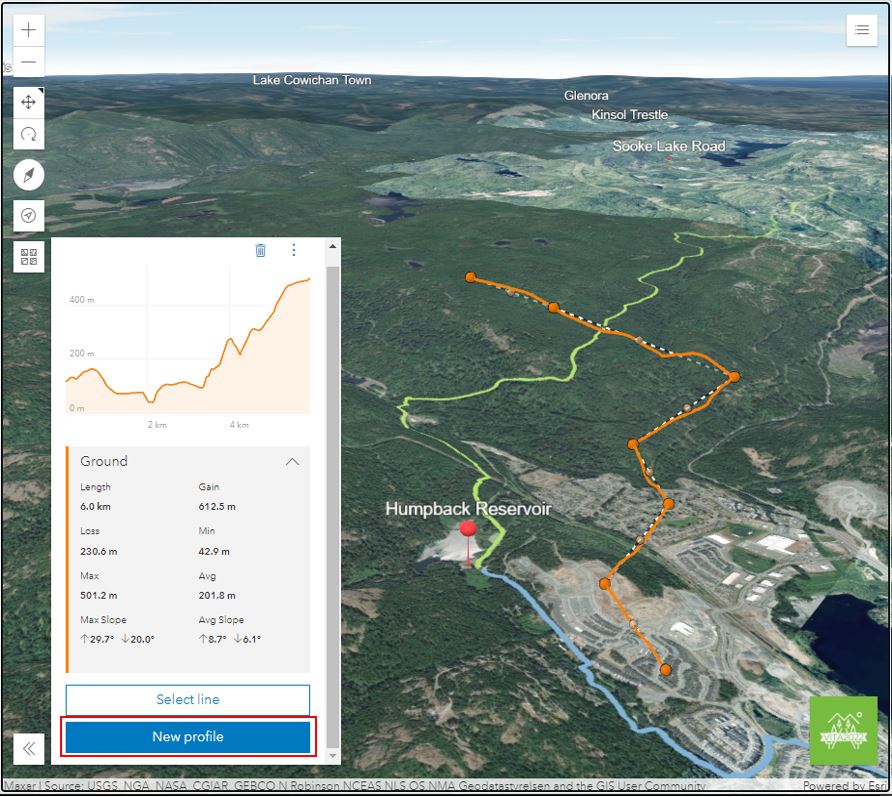 is
Lake Cowichan Town
Glenora
Kinsol Trestle
Sooke Lake Road
400 m
200 m
0 m
2 km
4 km
Ground
Length
Gain
6.0 km
612.5 m
Loss
Min
230.6 m
42.9 m
Max
Avg
501.2 m
201.8 m
Max Slope
Avg Slope
↑29.7° ↓20.0°
↑8.7° ↓6.1°
Select line
New profile
Humpback Reservoir
VITA2022
Maxar | Source: USGS, NGA, NASA, CGIAR, GEBCO,N Robinson,NCEAS,NLS,OS,NMA,Geodatastyrelsen and the GIS User Community
Powered by Esri